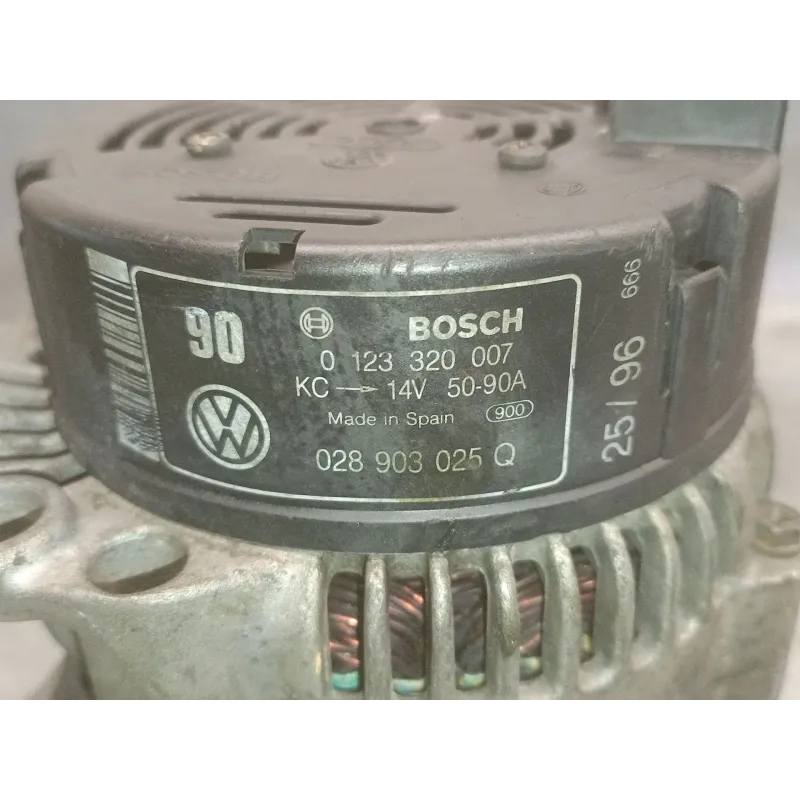 90
BOSCH
0 123 320 007
KC → 14V 50-90A
Made in Spain 900
VW
028 903 025 Q
25/96 666